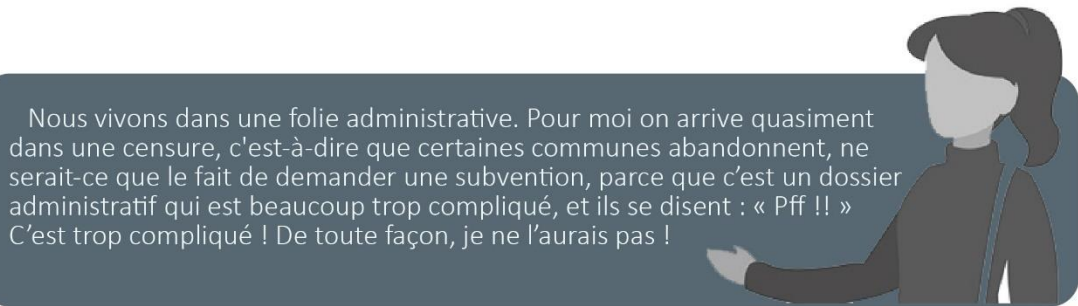 Nous vivons dans une folie administrative. Pour moi on arrive quasiment
dans une censure, c'est-à-dire que certaines communes abandonnent, ne
serait-ce que le fait de demander une subvention, parce que c’est un dossier
administratif qui est beaucoup trop compliqué, et ils se disent : « Pff !! »
C’est trop compliqué ! De toute façon, je ne l’aurais pas !